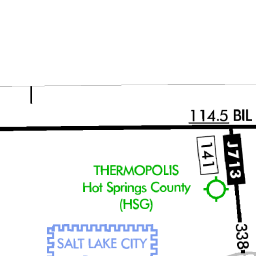 114.5 BIL
J713
141
THERMOPOLIS
Hot Springs County
(HSG)
338
SALT LAKE CITY